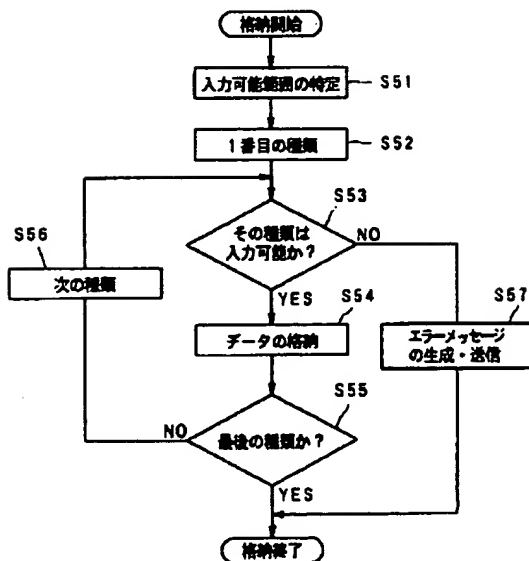 格納開始
入力可能範囲の特定
S51
1番目の種類
S52
S53
その種類は
入力可能か?
NO
S56
次の種類
YES
S54
データの格納
S57
エラーメッセージ
の生成・送信
S55
最後の種類か?
NO
YES
格納終了